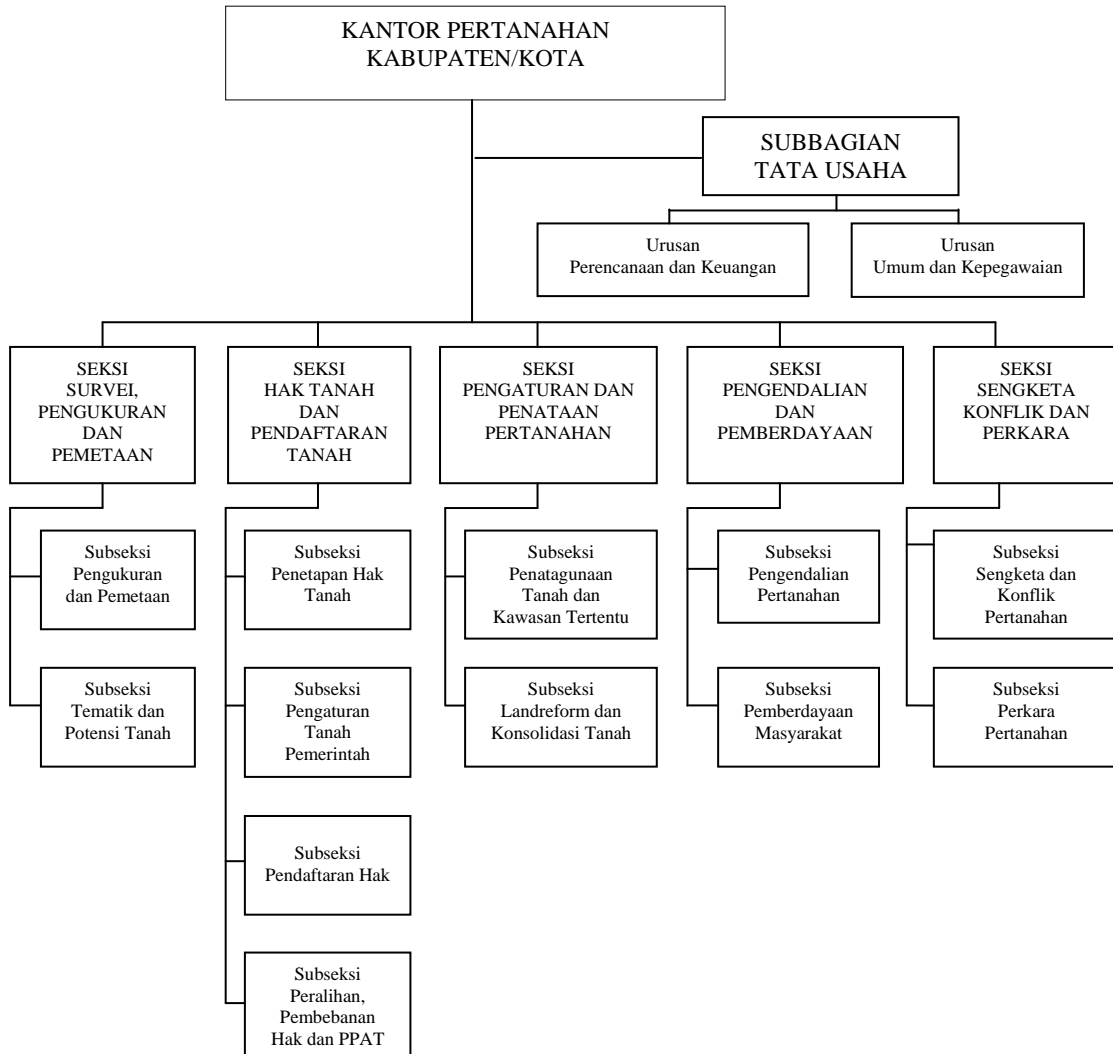 KANTOR PERTANAHAN
KABUPATEN/KOTA
SUBBAGIAN
TATA USAHA
Urusan
Perencanaan dan Keuangan
Urusan
Umum dan Kepegawaian
SEKSI
SURVEI,
PENGUKURAN
DAN
PEMETAAN
SEKSI
HAK TANAH
DAN
PENDAFTARAN
TANAH
SEKSI
PENGATURAN DAN
PENATAAN
PERTANAHAN
SEKSI
PENGENDALIAN
DAN
PEMBERDAYAAN
SEKSI
SENGKETA
KONFLIK DAN
PERKARA
Subseksi
Pengukuran
dan Pemetaan
Subseksi
Penetapan Hak
Tanah
Subseksi
Penatagunaan
Tanah dan
Kawasan Tertentu
Subseksi
Pengendalian
Pertanahan
Subseksi
Sengketa dan
Konflik
Pertanahan
Subseksi
Tematik dan
Potensi Tanah
Subseksi
Pengaturan
Tanah
Pemerintah
Subseksi
Landreform dan
Konsolidasi Tanah
Subseksi
Pemberdayaan
Masyarakat
Subseksi
Perkara
Pertanahan
Subseksi
Pendaftaran Hak
Subseksi
Peralihan,
Pembebanan
Hak dan PPAT